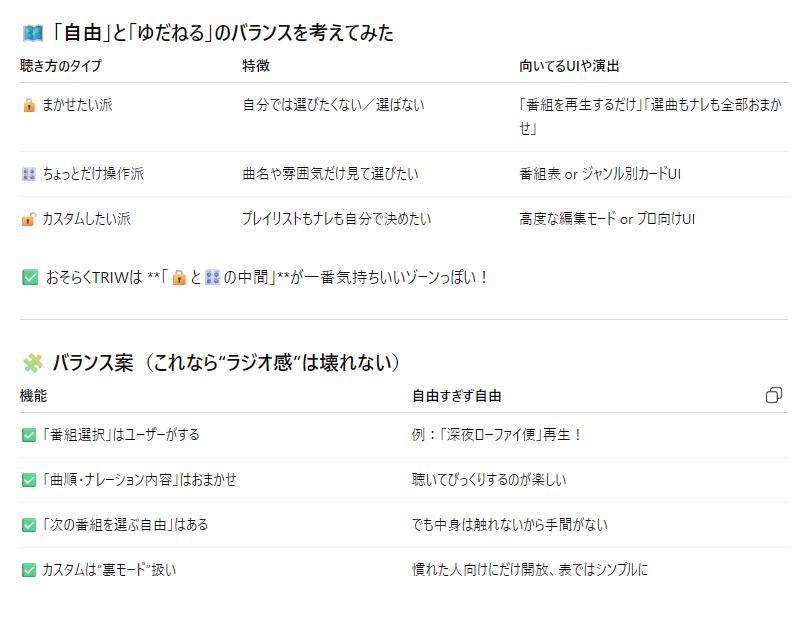 🗺️ 「自由」と「ゆだねる」のバランスを考えてみた
聴き方のタイプ 特徴 向いてるUIや演出
🔒 まかせたい派 自分では選びたくない／選ばない 「番組を再生するだけ」「選曲もナレも全部おまか
せ」
🎛️ ちょっとだけ操作派 曲名や雰囲気だけ見て選びたい 番組表 or ジャンル別カードUI
🔓 カスタムしたい派 プレイリストもナレも自分で決めたい 高度な編集モード or プロ向けUI
✅ おそらくTRIWは **「🔒と🎛️の中間」**が一番気持ちいいゾーンっぽい！
🧩 バランス案（これなら“ラジオ感”は壊れない）
機能 自由すぎず自由
✅ 「番組選択」はユーザーがする 例：「深夜ローファイ便」再生！
✅ 「曲順・ナレーション内容」はおまかせ 聴いてびっくりするのが楽しい
✅ 「次の番組を選ぶ自由」はある でも中身は触れないから手間がない
✅ カスタムは“裏モード”扱い 慣れた人向けにだけ開放、表ではシンプルに